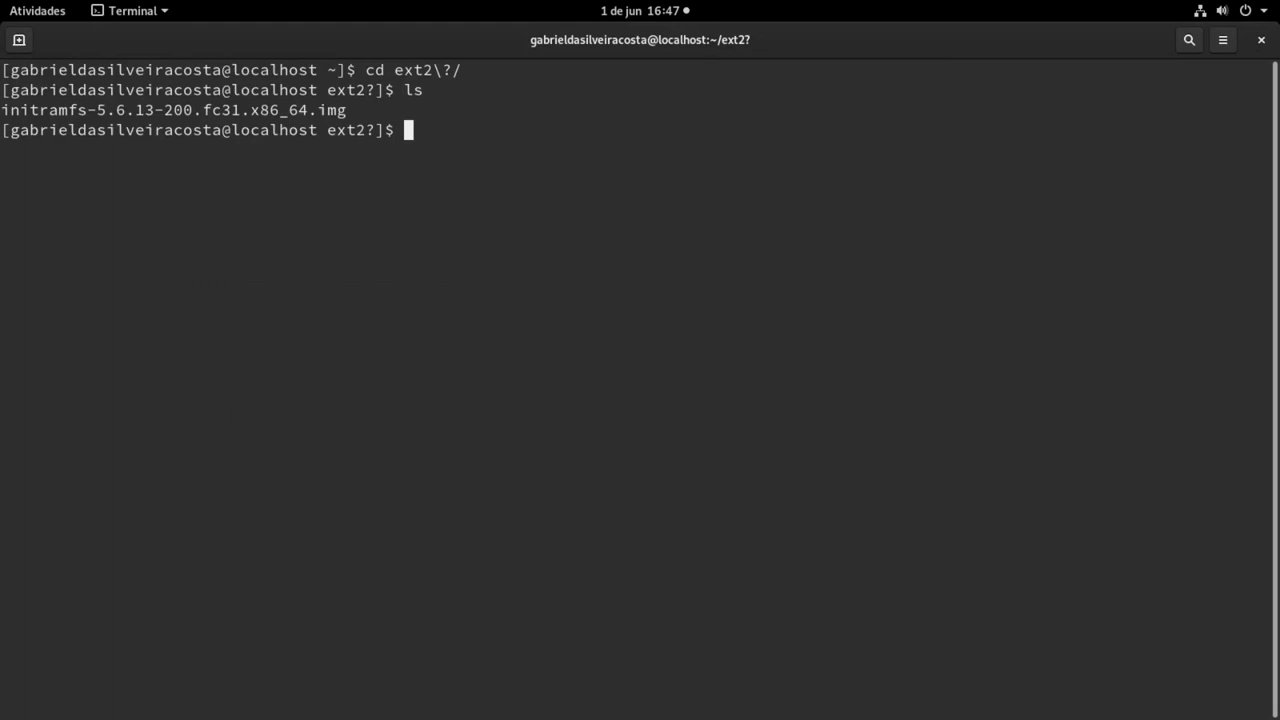 Atividades Terminal 1 de jun 16:47
gabrieldasilveiracosta@localhost:~/ext2?
[gabrieldasilveiracosta@localhost ~]$ cd ext2\?/
[gabrieldasilveiracosta@localhost ext2?]$ ls
initramfs-5.6.13-200.fc31.x86_64.img
[gabrieldasilveiracosta@localhost ext2?]$